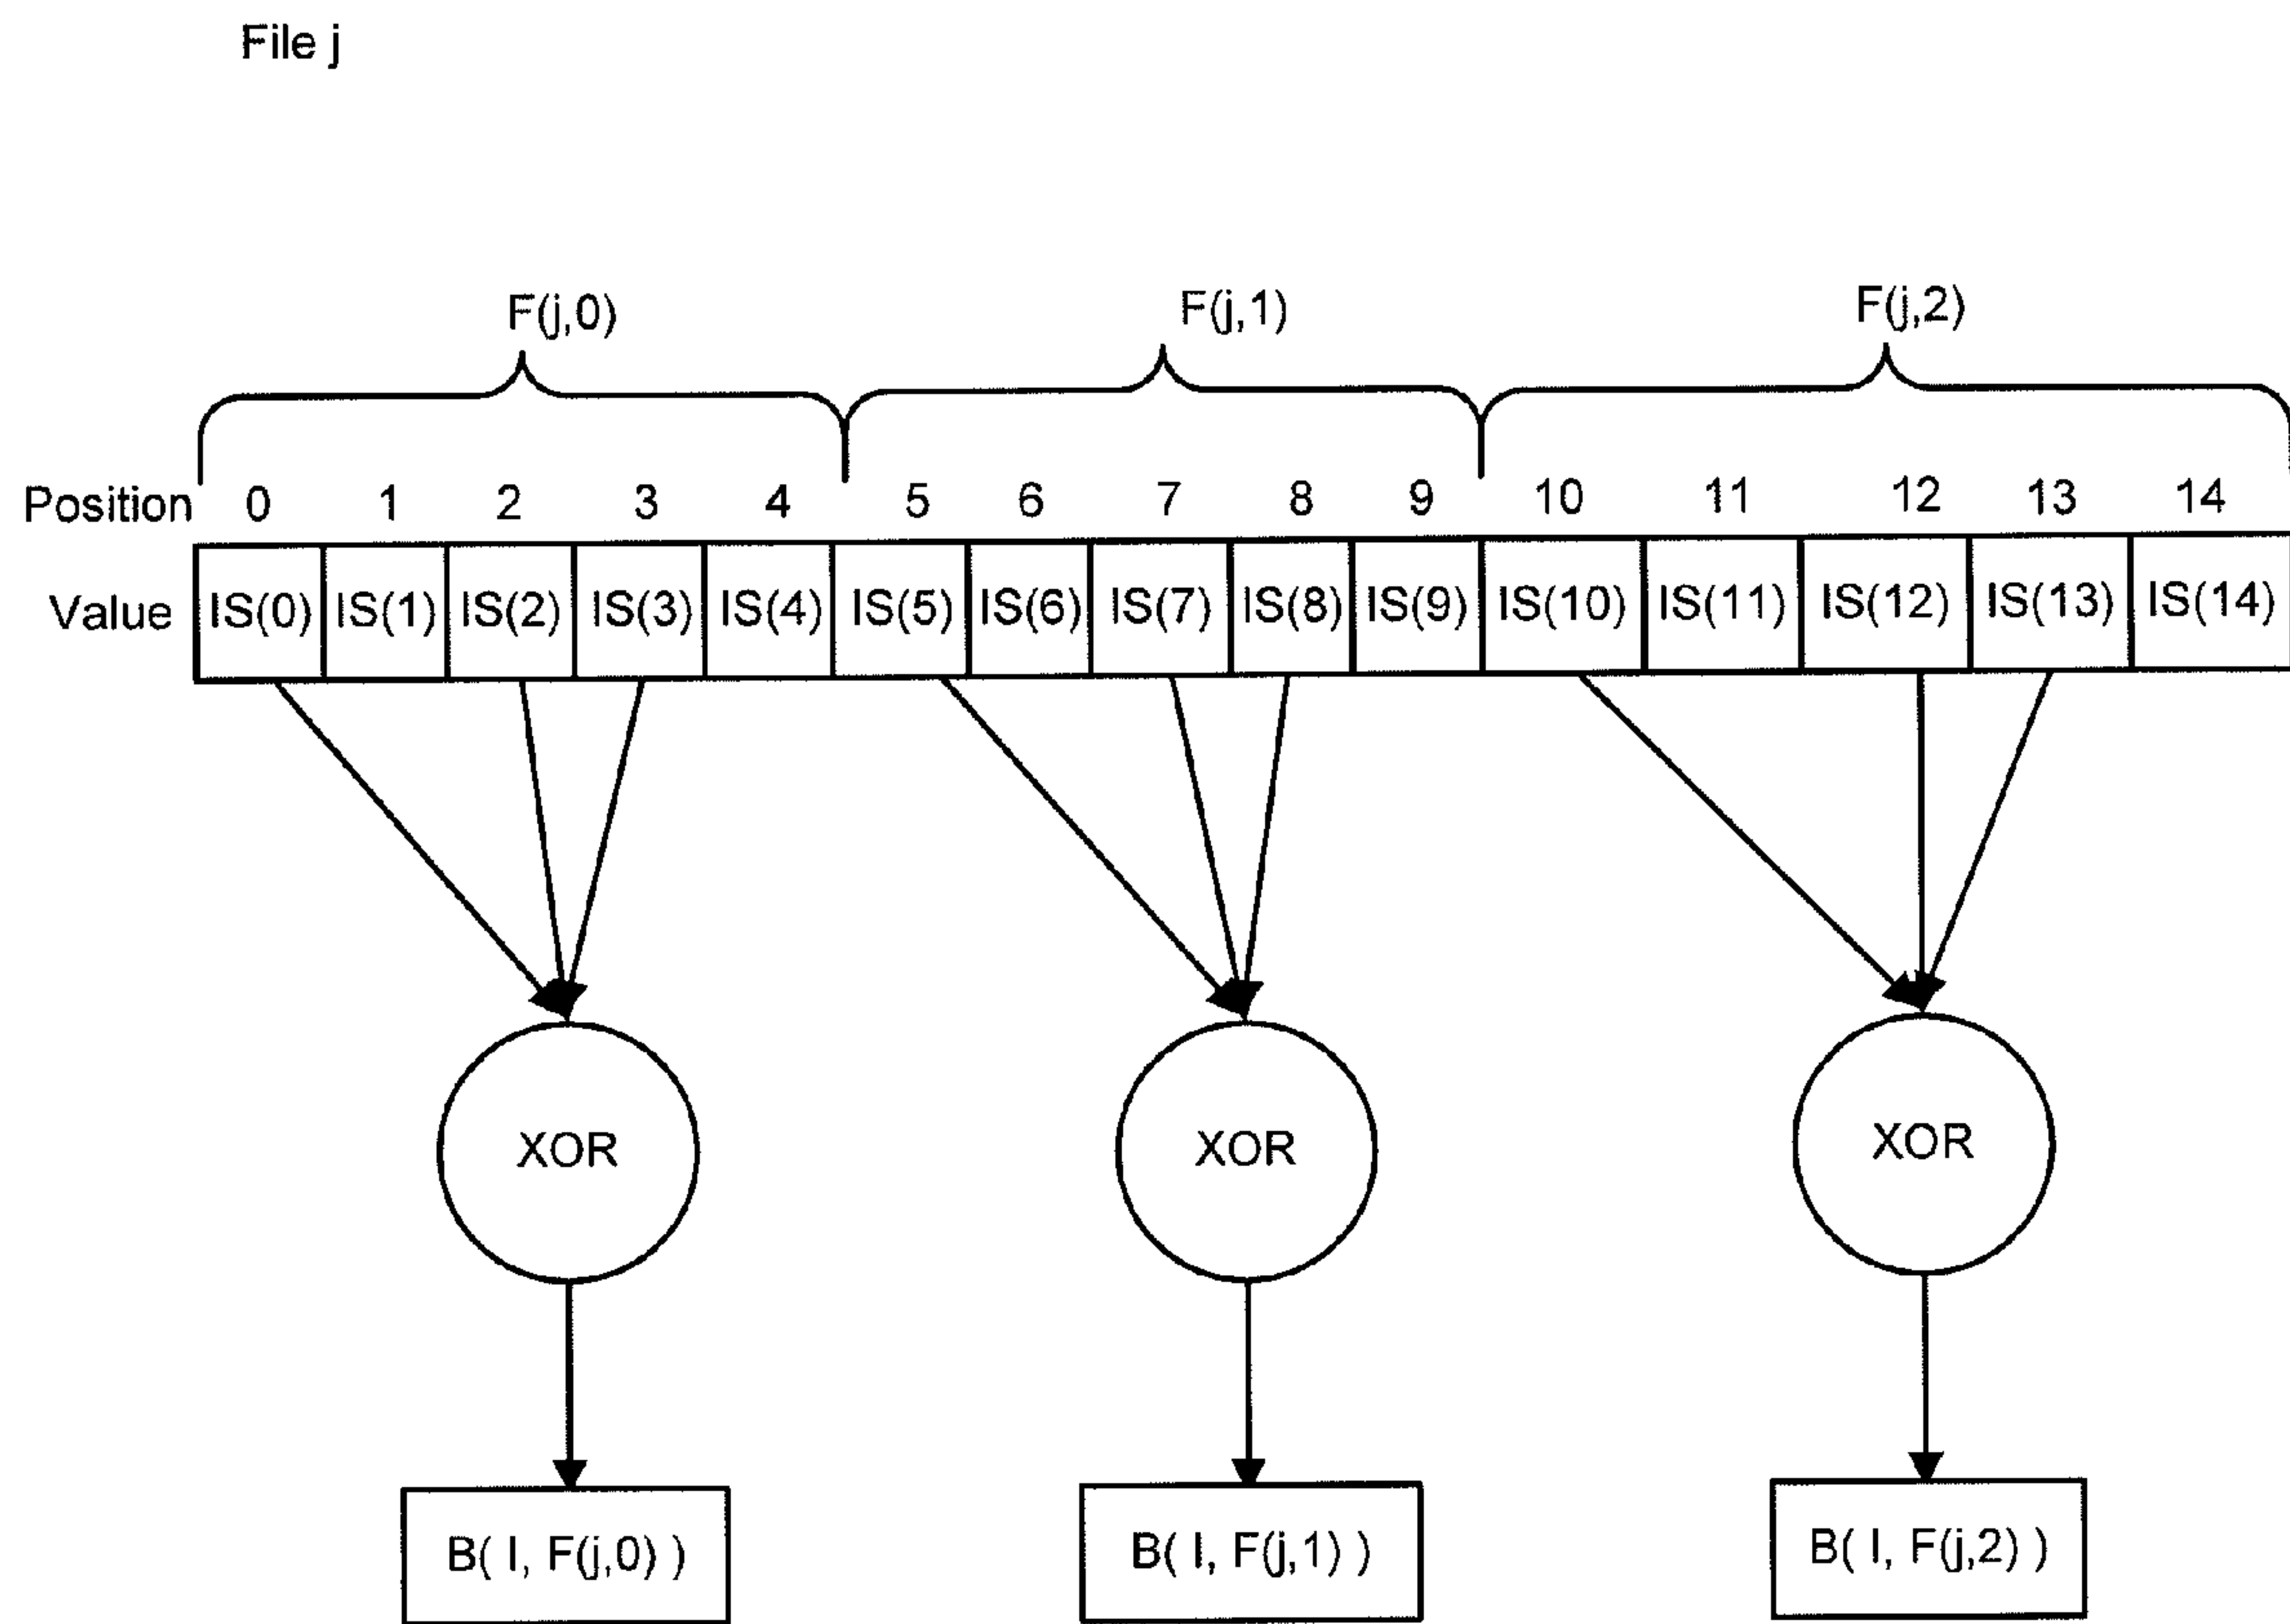 File j
F(j,0) F(j,1) F(j,2)
Position 0 1 2 3 4 5 6 7 8 9 10 11 12 13 14
Value IS(0) IS(1) IS(2) IS(3) IS(4) IS(5) IS(6) IS(7) IS(8) IS(9) IS(10) IS(11) IS(12) IS(13) IS(14)
XOR XOR XOR
B( I, F(j,0) ) B( I, F(j,1) ) B( I, F(j,2) )